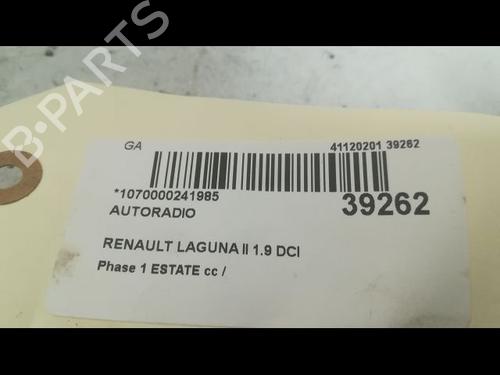 B-PARTS
GA
41120201 39262
*1070000241985
39262
AUTORADIO
RENAULT LAGUNA II 1.9 DCI
Phase 1 ESTATE cc /